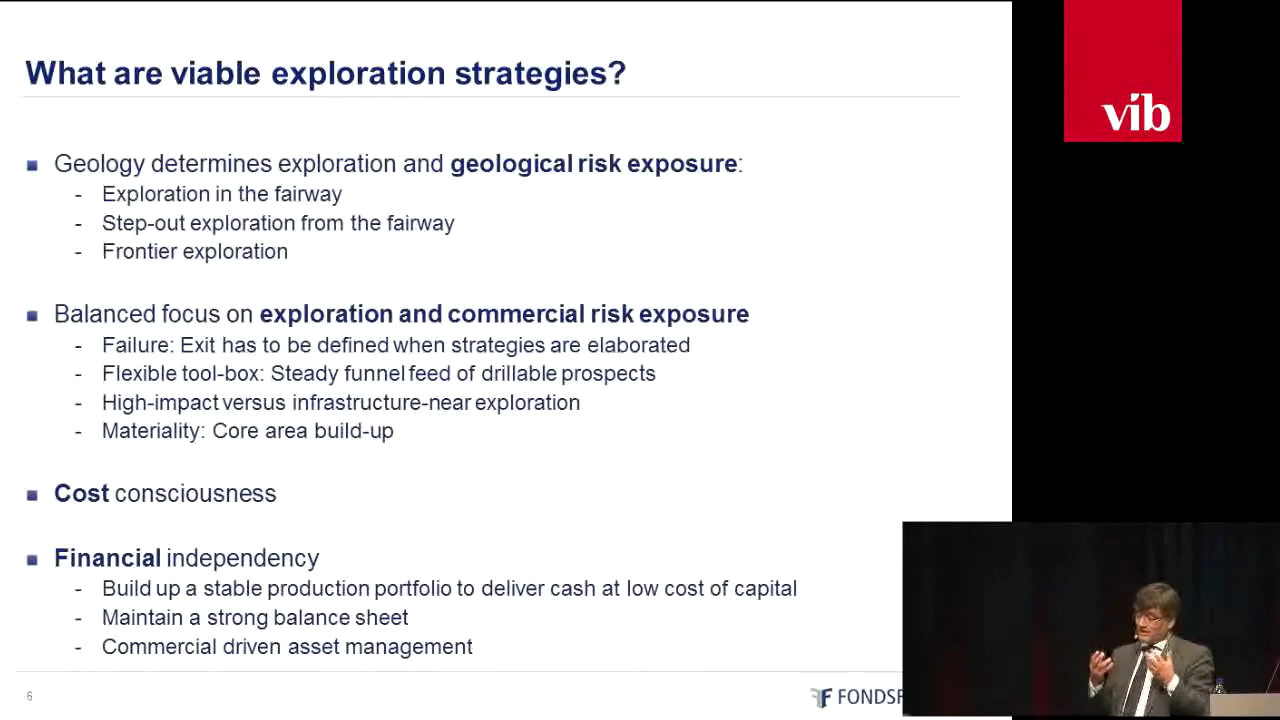 What are viable exploration strategies?
vib
Geology determines exploration and geological risk exposure:
- Exploration in the fairway
- Step-out exploration from the fairway
- Frontier exploration
Balanced focus on exploration and commercial risk exposure
- Failure: Exit has to be defined when strategies are elaborated
- Flexible tool-box: Steady funnel feed of drillable prospects
- High-impact versus infrastructure-near exploration
- Materiality: Core area build-up
Cost consciousness
Financial independency
- Build up a stable production portfolio to deliver cash at low cost of capital
- Maintain a strong balance sheet
- Commercial driven asset management
6